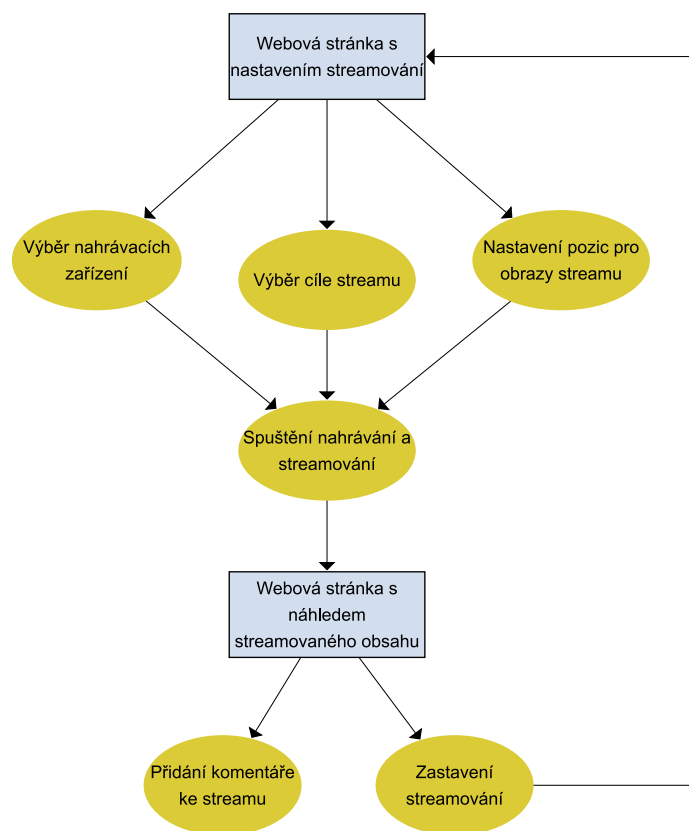 Webová stránka s
nastavením streamování
Výběr nahrávacích
zařízení
Výběr cíle streamu
Nastavení pozic pro
obrazy streamu
Spuštění nahrávání a
streamování
Webová stránka s
náhledem
streamovaného obsahu
Přidání komentáře
ke streamu
Zastavení
streamování